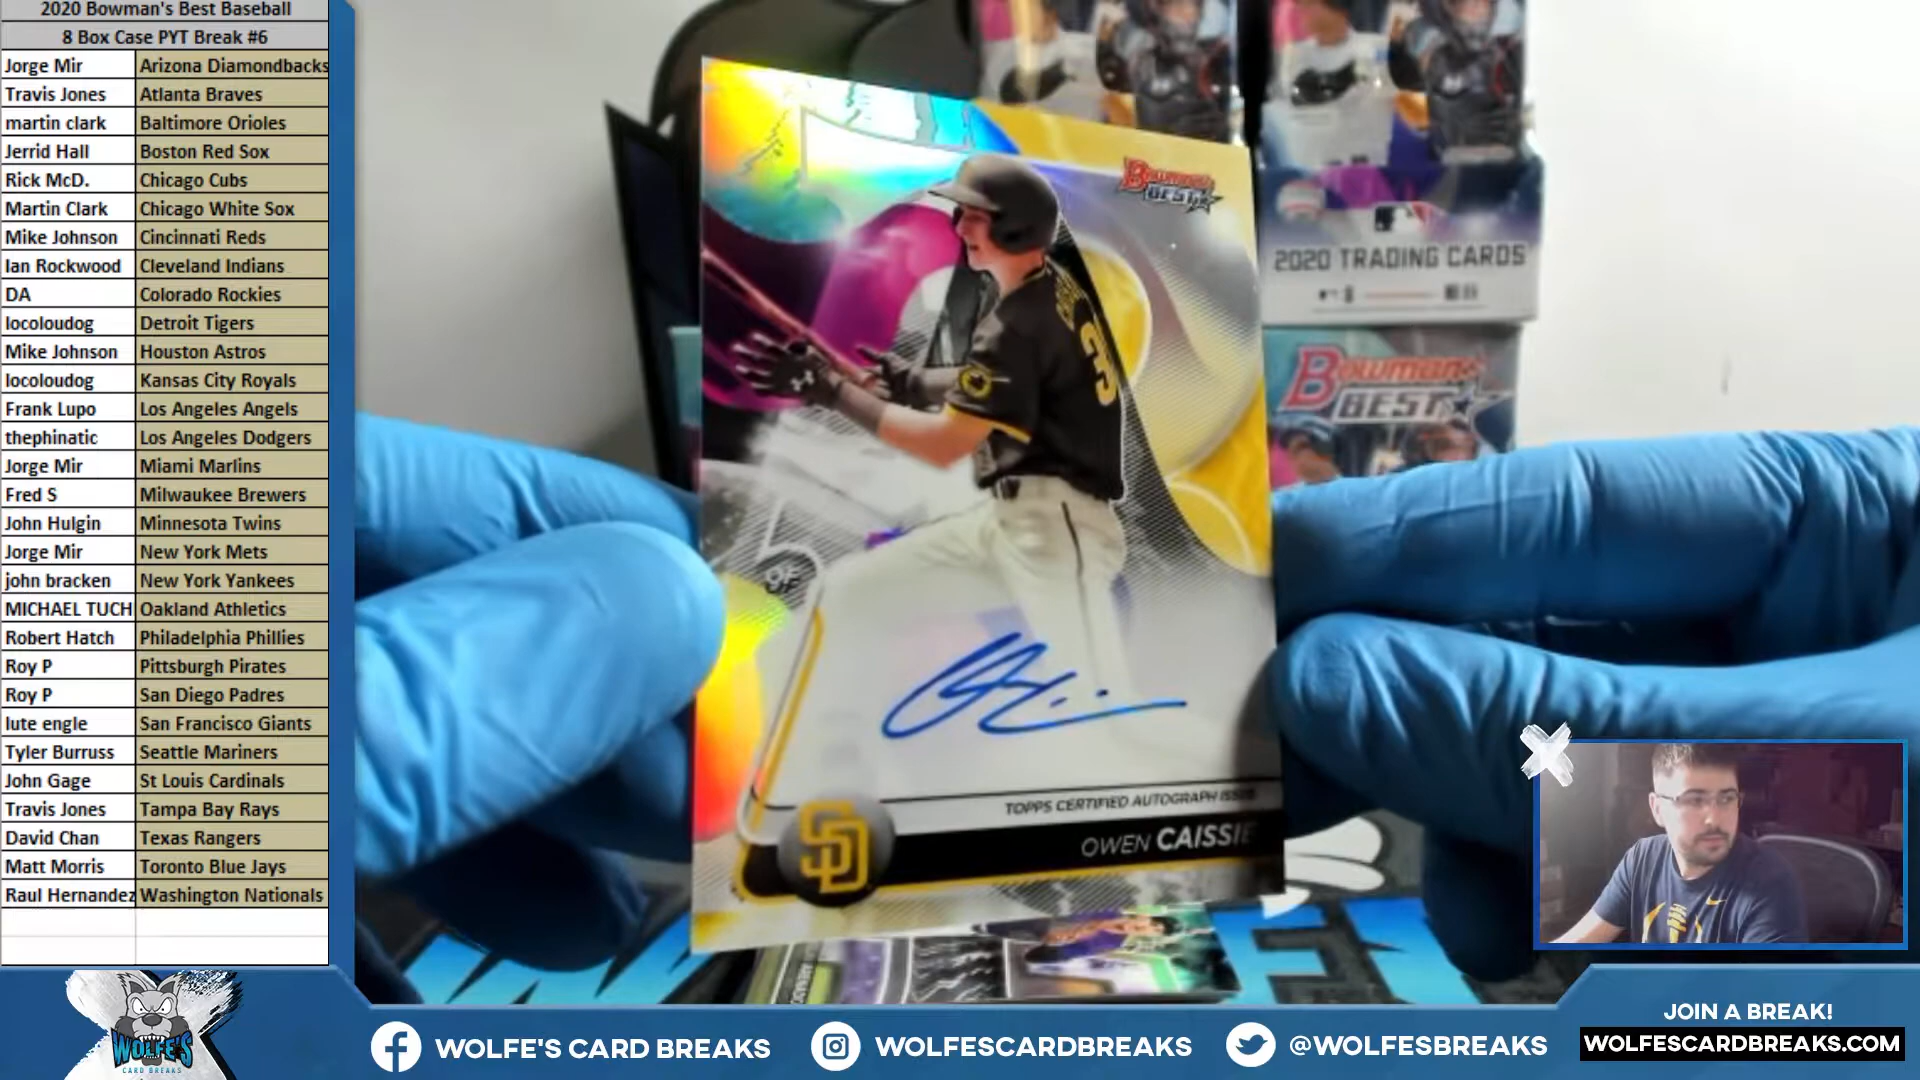 2020 Bowman's Best Baseball
8 Box Case PYT Break #6
Jorge Mir Arizona Diamondbacks
Travis Jones Atlanta Braves
martin clark Baltimore Orioles
Jerrid Hall Boston Red Sox
Rick McD. Chicago Cubs
Martin Clark Chicago White Sox
Mike Johnson Cincinnati Reds
Ian Rockwood Cleveland Indians
DA Colorado Rockies
locoloudog Detroit Tigers
Mike Johnson Houston Astros
locoloudog Kansas City Royals
Frank Lupo Los Angeles Angels
thephinatic Los Angeles Dodgers
Jorge Mir Miami Marlins
Fred S Milwaukee Brewers
John Hulgin Minnesota Twins
Jorge Mir New York Mets
john bracken New York Yankees
MICHAEL TUCH Oakland Athletics
Robert Hatch Philadelphia Phillies
Roy P Pittsburgh Pirates
Roy P San Diego Padres
lute engle San Francisco Giants
Tyler Burruss Seattle Mariners
John Gage St Louis Cardinals
Travis Jones Tampa Bay Rays
David Chan Texas Rangers
Matt Morris Toronto Blue Jays
Raul Hernandez Washington Nationals
BOWMAN'S
BEST
3
OF
TOPPS CERTIFIED AUTOGRAPH ISSUE
OWEN CAISSIE
SD
2020 TRADING CARDS
BOWMAN'S
BEST
WOLFE'S
CARD BREAKS
WOLFE'S CARD BREAKS
WOLFESCARDBREAKS
@WOLFESBREAKS
JOIN A BREAK!
WOLFESCARDBREAKS.COM